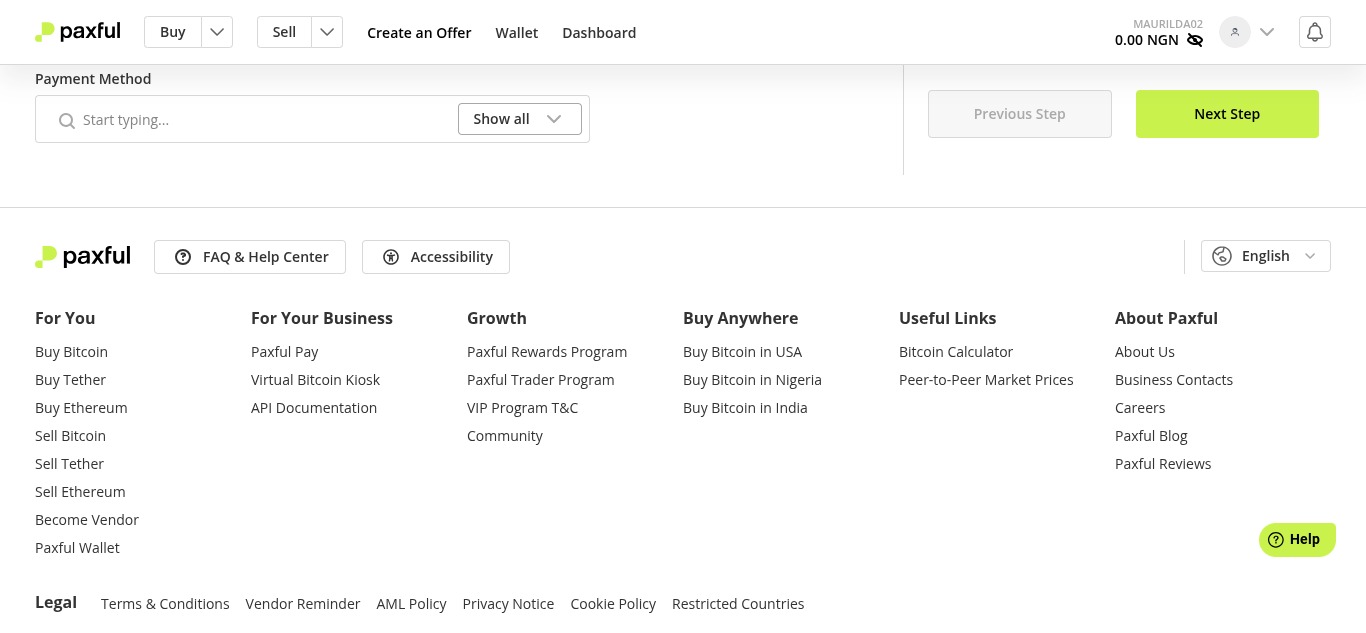 paxful Buy Sell Create an Offer Wallet Dashboard MAURILDA02
0.00 NGN
Payment Method
Start typing... Show all
Previous Step Next Step
paxful FAQ & Help Center Accessibility English
For You For Your Business Growth Buy Anywhere Useful Links About Paxful
Buy Bitcoin Paxful Pay Paxful Rewards Program Buy Bitcoin in USA Bitcoin Calculator About Us
Buy Tether Virtual Bitcoin Kiosk Paxful Trader Program Buy Bitcoin in Nigeria Peer-to-Peer Market Prices Business Contacts
Buy Ethereum API Documentation VIP Program T&C Buy Bitcoin in India Careers
Sell Bitcoin Community Paxful Blog
Sell Tether Paxful Reviews
Sell Ethereum
Become Vendor
Help
Paxful Wallet
Legal Terms & Conditions Vendor Reminder AML Policy Privacy Notice Cookie Policy Restricted Countries